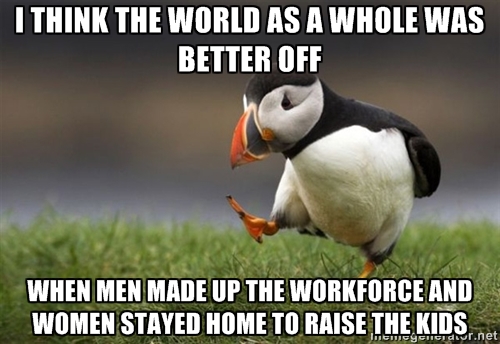 I THINK THE WORLD AS A WHOLE WAS
BETTER OFF
WHEN MEN MADE UP THE WORKFORCE AND
WOMEN STAYED HOME TO RAISE THE KIDS
memegenerator.net